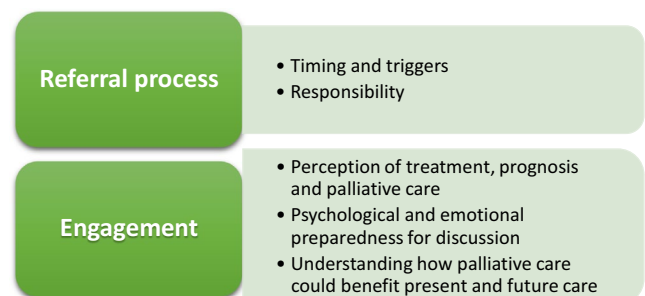 Referral process
• Timing and triggers
• Responsibility
Engagement
• Perception of treatment, prognosis
and palliative care
• Psychological and emotional
preparedness for discussion
• Understanding how palliative care
could benefit present and future care